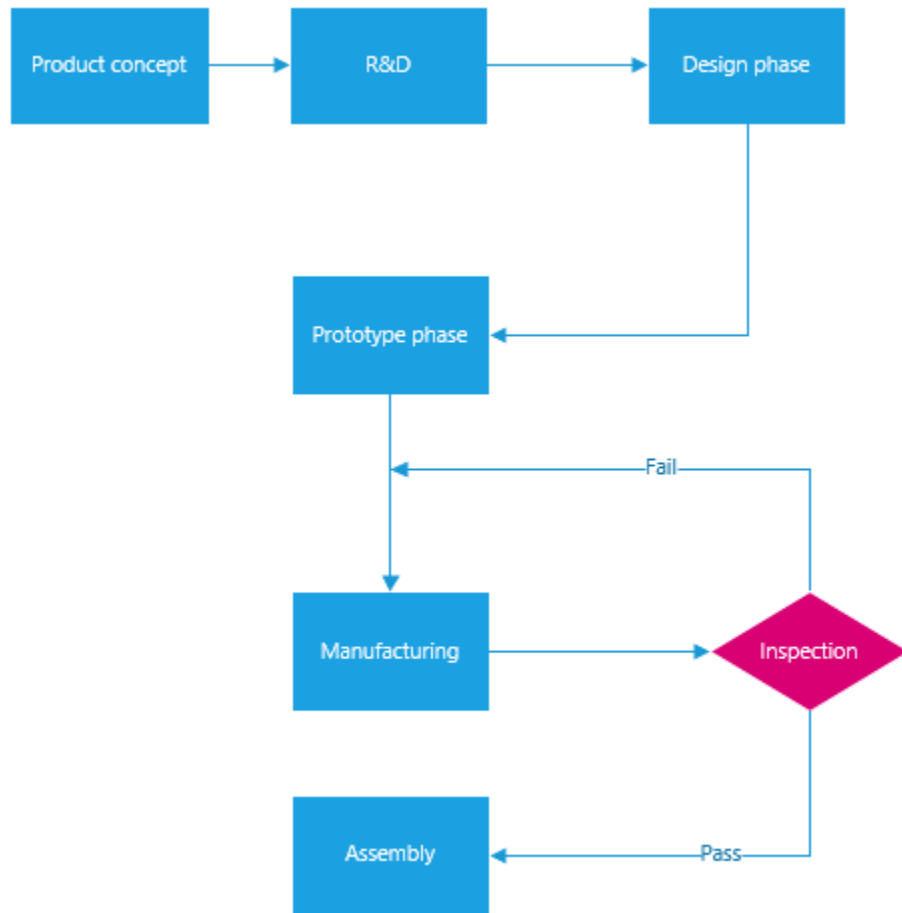 Product concept
R&D
Design phase
Prototype phase
Fail
Manufacturing
Inspection
Assembly
Pass